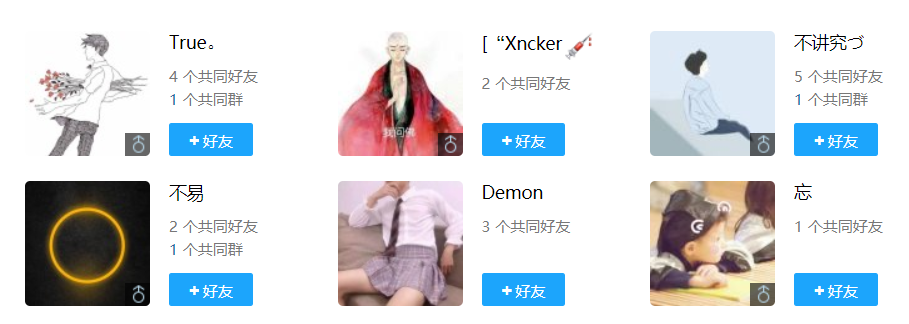 True。
4 个共同好友
1 个共同群
+好友
[ “Xncker 💉
2 个共同好友
我问佛
+好友
不讲究づ
5 个共同好友
1 个共同群
+好友
不易
2 个共同好友
1 个共同群
+好友
Demon
3 个共同好友
+好友
忘
1 个共同好友
+好友